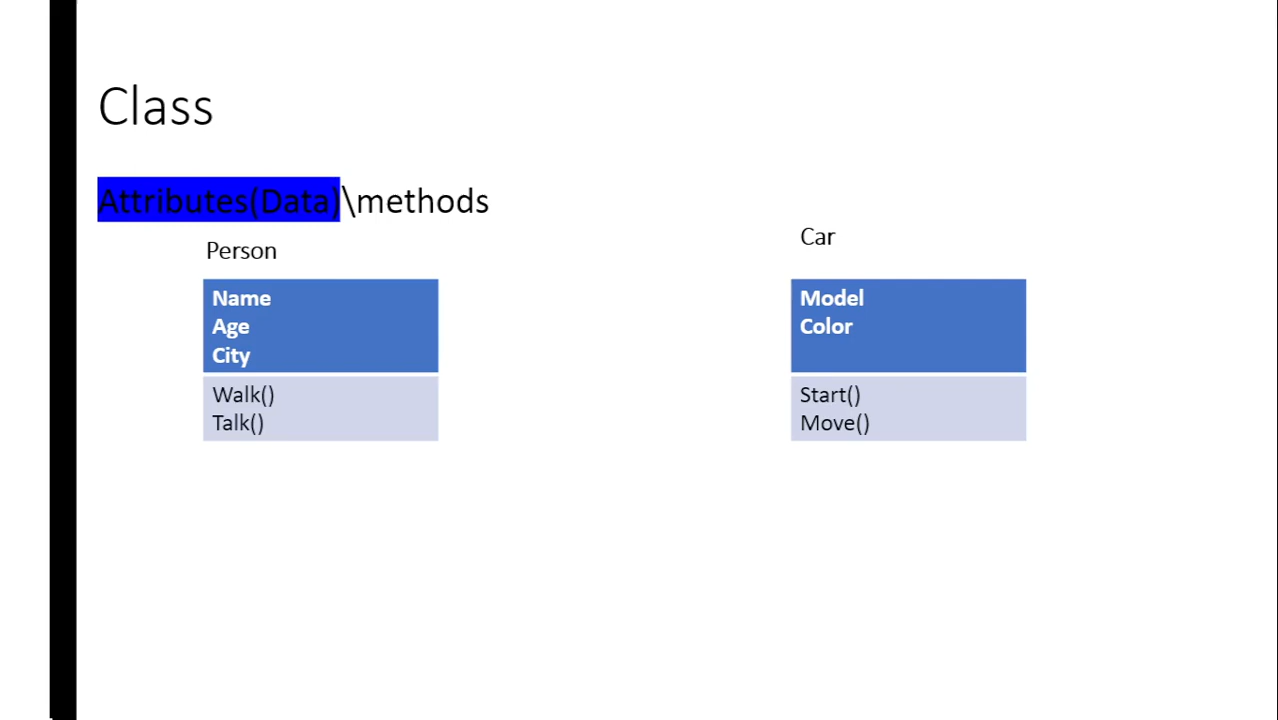 Class
Attributes(Data)\methods
Person
Name
Age
City
Walk()
Talk()
Car
Model
Color
Start()
Move()